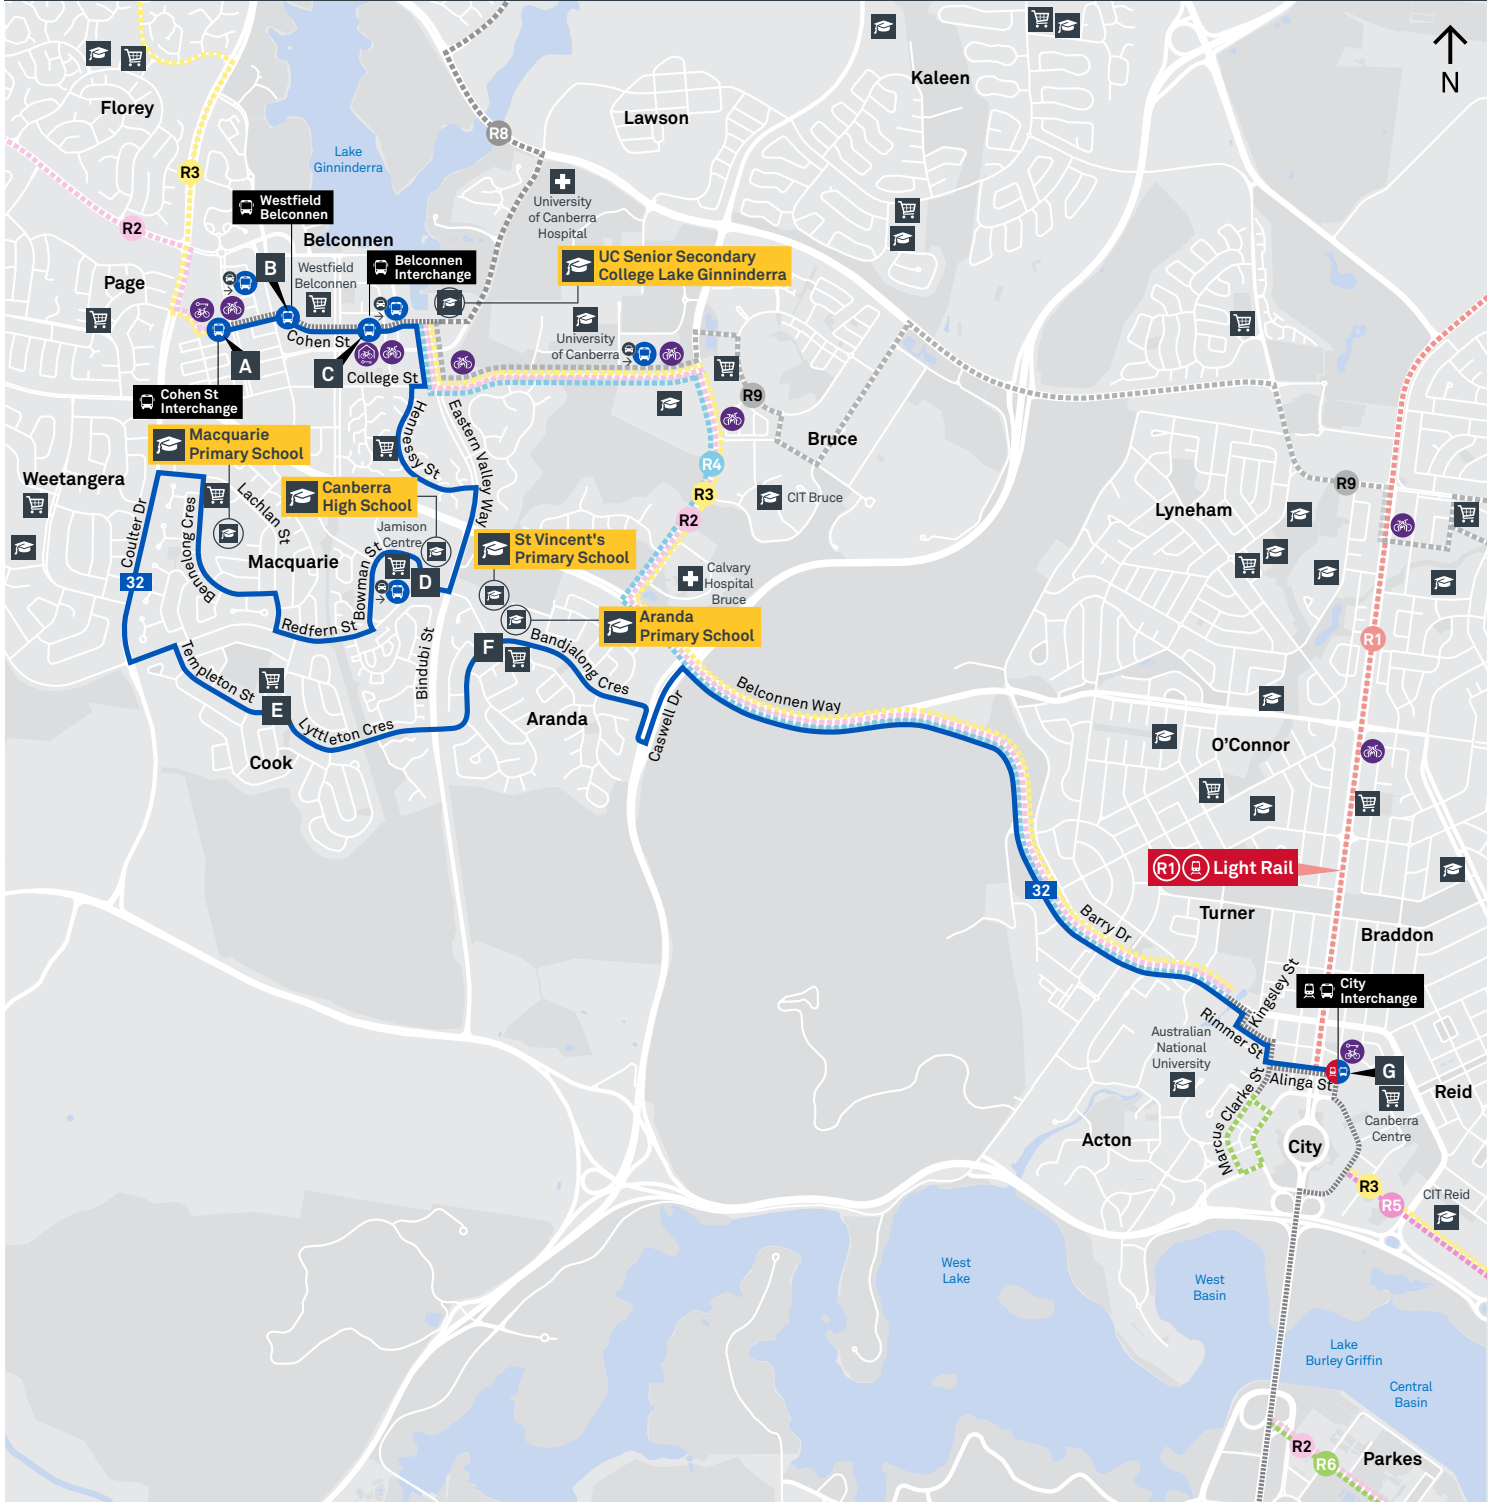 Florey
Kaleen
N
Lawson
R8
Lake
Ginninderra
R3
University
of Canberra
Hospital
Westfield
Belconnen
R2
Belconnen
UC Senior Secondary
College Lake Ginninderra
Belconnen
Interchange
B
Westfield
Belconnen
Page
University
of Canberra
Cohen St
A
C
College St
Cohen St
Interchange
R9
Hennessy St
Eastern Valley Way
Bruce
Macquarie
Primary School
R4
Weetangera
Canberra
High School
R3
CIT Bruce
R9
Lyneham
Lachlan St
Coulter Dr
Bennelong Cres
R2
Jamison
Centre
St Vincent's
Primary School
Macquarie
Bowman St
D
32
Calvary
Hospital
Bruce
Redfern St
Aranda
Primary School
R1
Bindubi St
F
Bandjalong Cres
Templeton St
Belconnen Way
E
Caswell Dr
Aranda
Lyttleton Cres
O'Connor
Cook
R1
Light Rail
32
Turner
Barry Dr
Braddon
Kingsley St
City
Interchange
Rimmer St
Australian
National
University
Alinga St
G
Marcus Clarke St
Reid
Canberra
Centre
Acton
City
R3
R5
CIT Reid
West
Lake
West
Basin
Lake
Burley Griffin
Central
Basin
R2
R6
Parkes